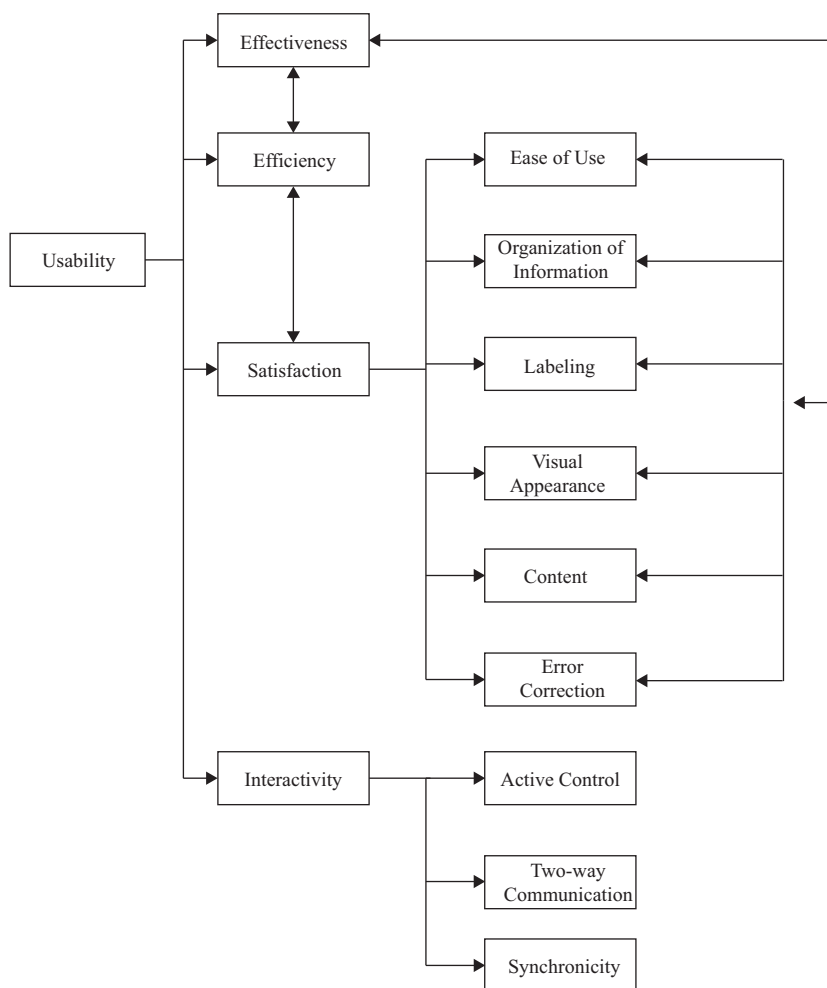 Effectiveness
Efficiency
Ease of Use
Usability
Organization of
Information
Satisfaction
Labeling
Visual
Appearance
Content
Error
Correction
Interactivity
Active Control
Two-way
Communication
Synchronicity